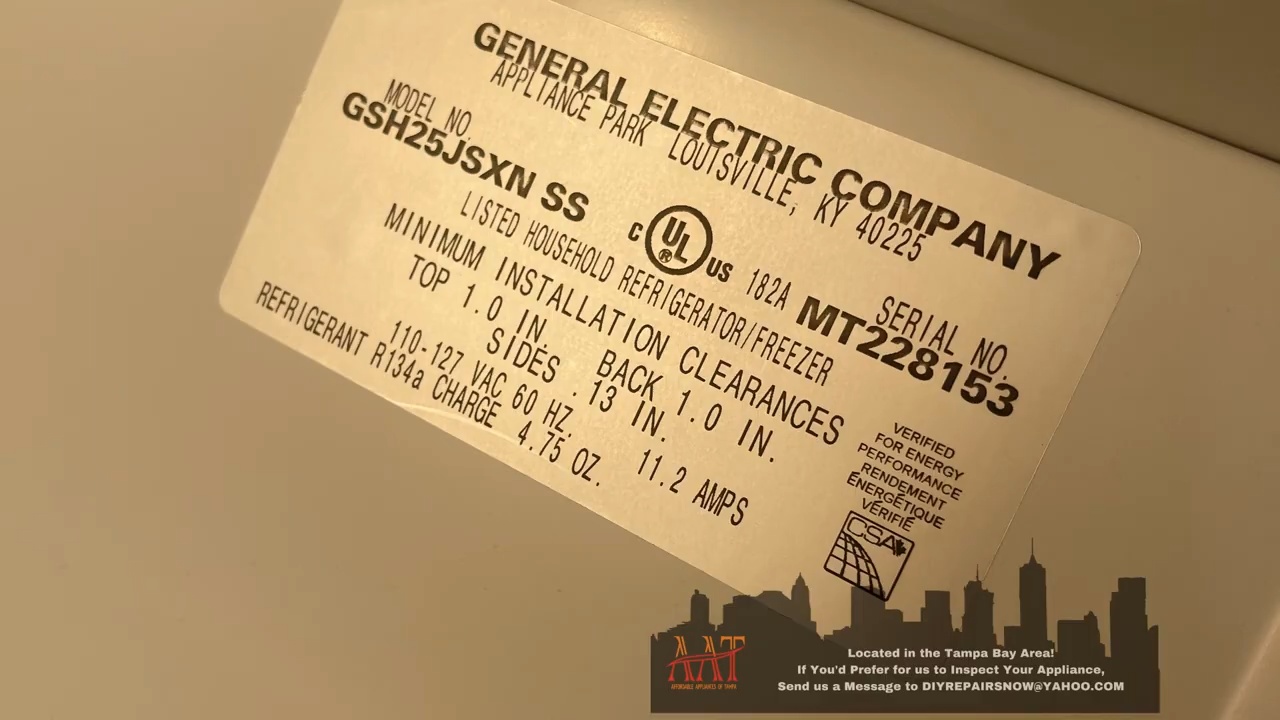 GENERAL ELECTRIC COMPANY
APPLIANCE PARK LOUISVILLE, KY 40225
MODEL NO.
GSH25JSXN SS
SERIAL NO.
MT228153
C UL ® US 182A
LISTED HOUSEHOLD REFRIGERATOR/FREEZER
MINIMUM INSTALLATION CLEARANCES
TOP 1.0 IN. BACK 1.0 IN.
SIDES .13 IN.
110-127 VAC 60 HZ. 11.2 AMPS
REFRIGERANT R134a CHARGE 4.75 OZ.
VERIFIED
FOR ENERGY
PERFORMANCE
RENDEMENT
ÉNERGÉTIQUE
VÉRIFIÉ
CSA
AAT
AFFORDABLE APPLIANCES OF TAMPA
Located in the Tampa Bay Area!
If You'd Prefer for us to Inspect Your Appliance,
Send us a Message to DIYREPAIRSNOW@YAHOO.COM